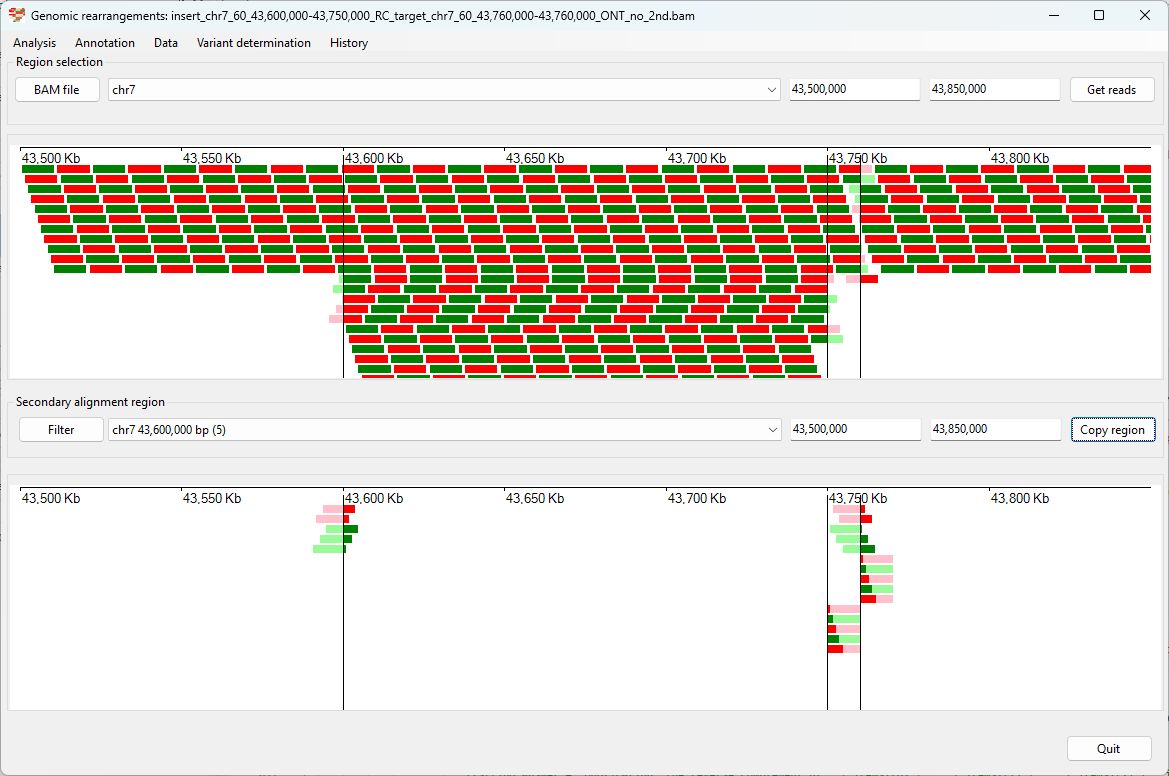 Genomic rearrangements: insert_chr7_60_43,600,000-43,750,000_RC_target_chr7_60_43,760,000-43,760,000_ONT_no_2nd.bam
Analysis Annotation Data Variant determination History
Region selection
BAM file chr7 43,500,000 43,850,000 Get reads
43,500 Kb 43,550 Kb 43,600 Kb 43,650 Kb 43,700 Kb 43,750 Kb 43,800 Kb
Secondary alignment region
Filter chr7 43,600,000 bp (5) 43,500,000 43,850,000 Copy region
43,500 Kb 43,550 Kb 43,600 Kb 43,650 Kb 43,700 Kb 43,750 Kb 43,800 Kb
Quit